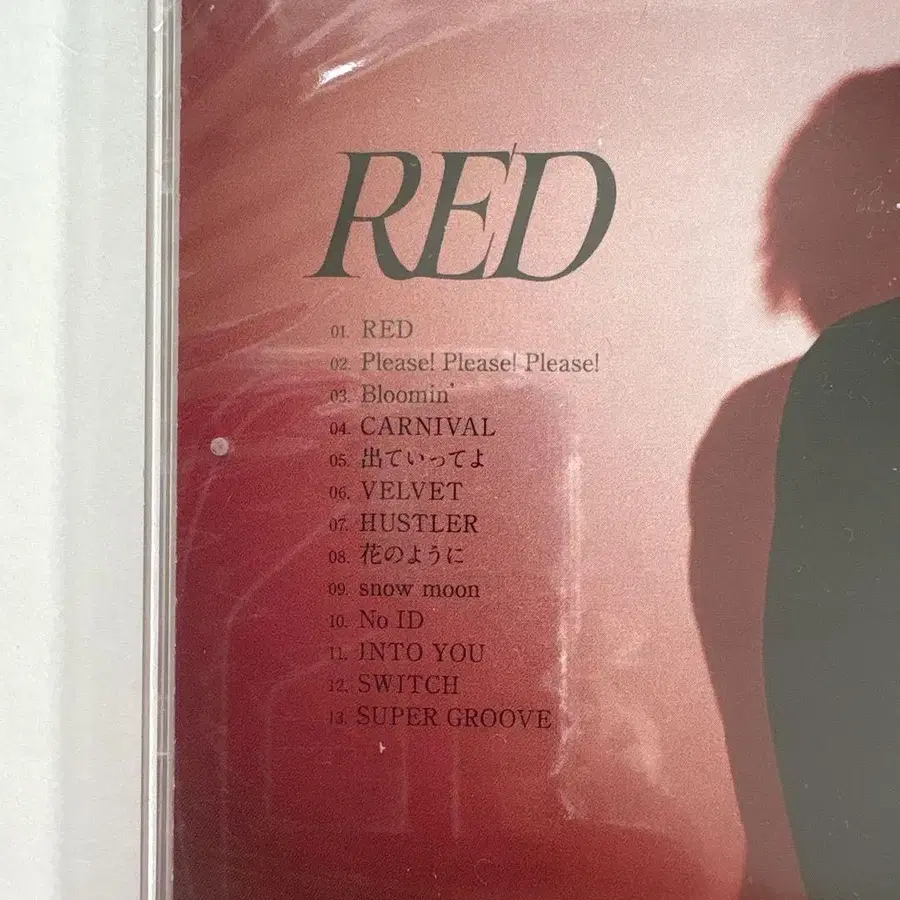 RED
01. RED
02. Please! Please! Please!
03. Bloomin'
04. CARNIVAL
05. 出ていってよ
06. VELVET
07. HUSTLER
08. 花のように
09. snow moon
10. No ID
11. INTO YOU
12. SWITCH
13. SUPER GROOVE